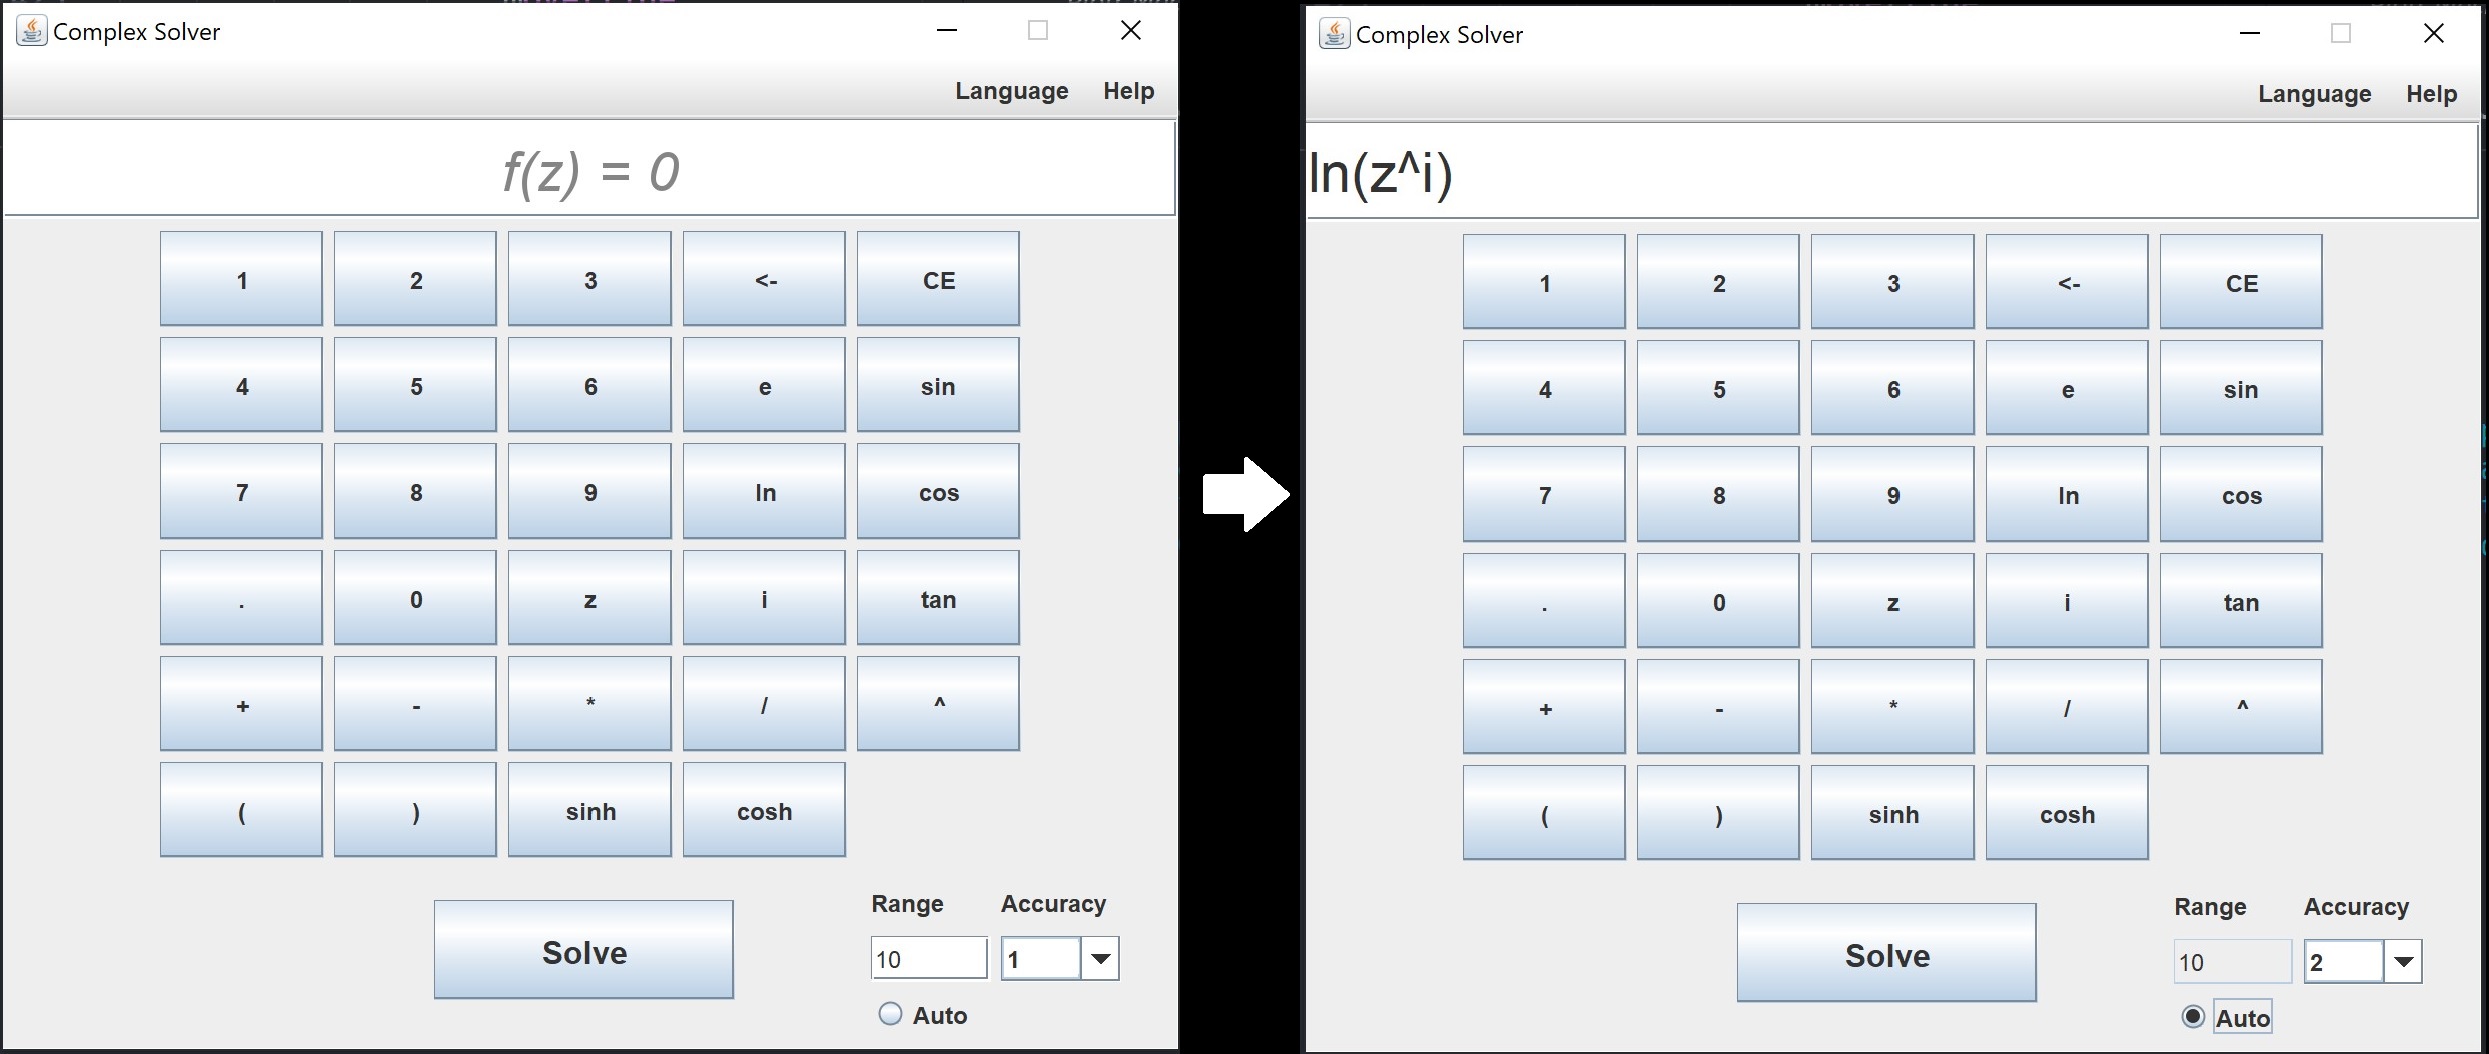 Complex Solver
Language Help
f(z) = 0
1 2 3 <- CE
4 5 6 e sin
7 8 9 ln cos
. 0 z i tan
+ - * / ^
( ) sinh cosh
Range Accuracy
Solve 10 1
Auto
Complex Solver
Language Help
ln(z^i)
1 2 3 <- CE
4 5 6 e sin
7 8 9 ln cos
. 0 z i tan
+ - * / ^
( ) sinh cosh
Range Accuracy
Solve 10 2
Auto